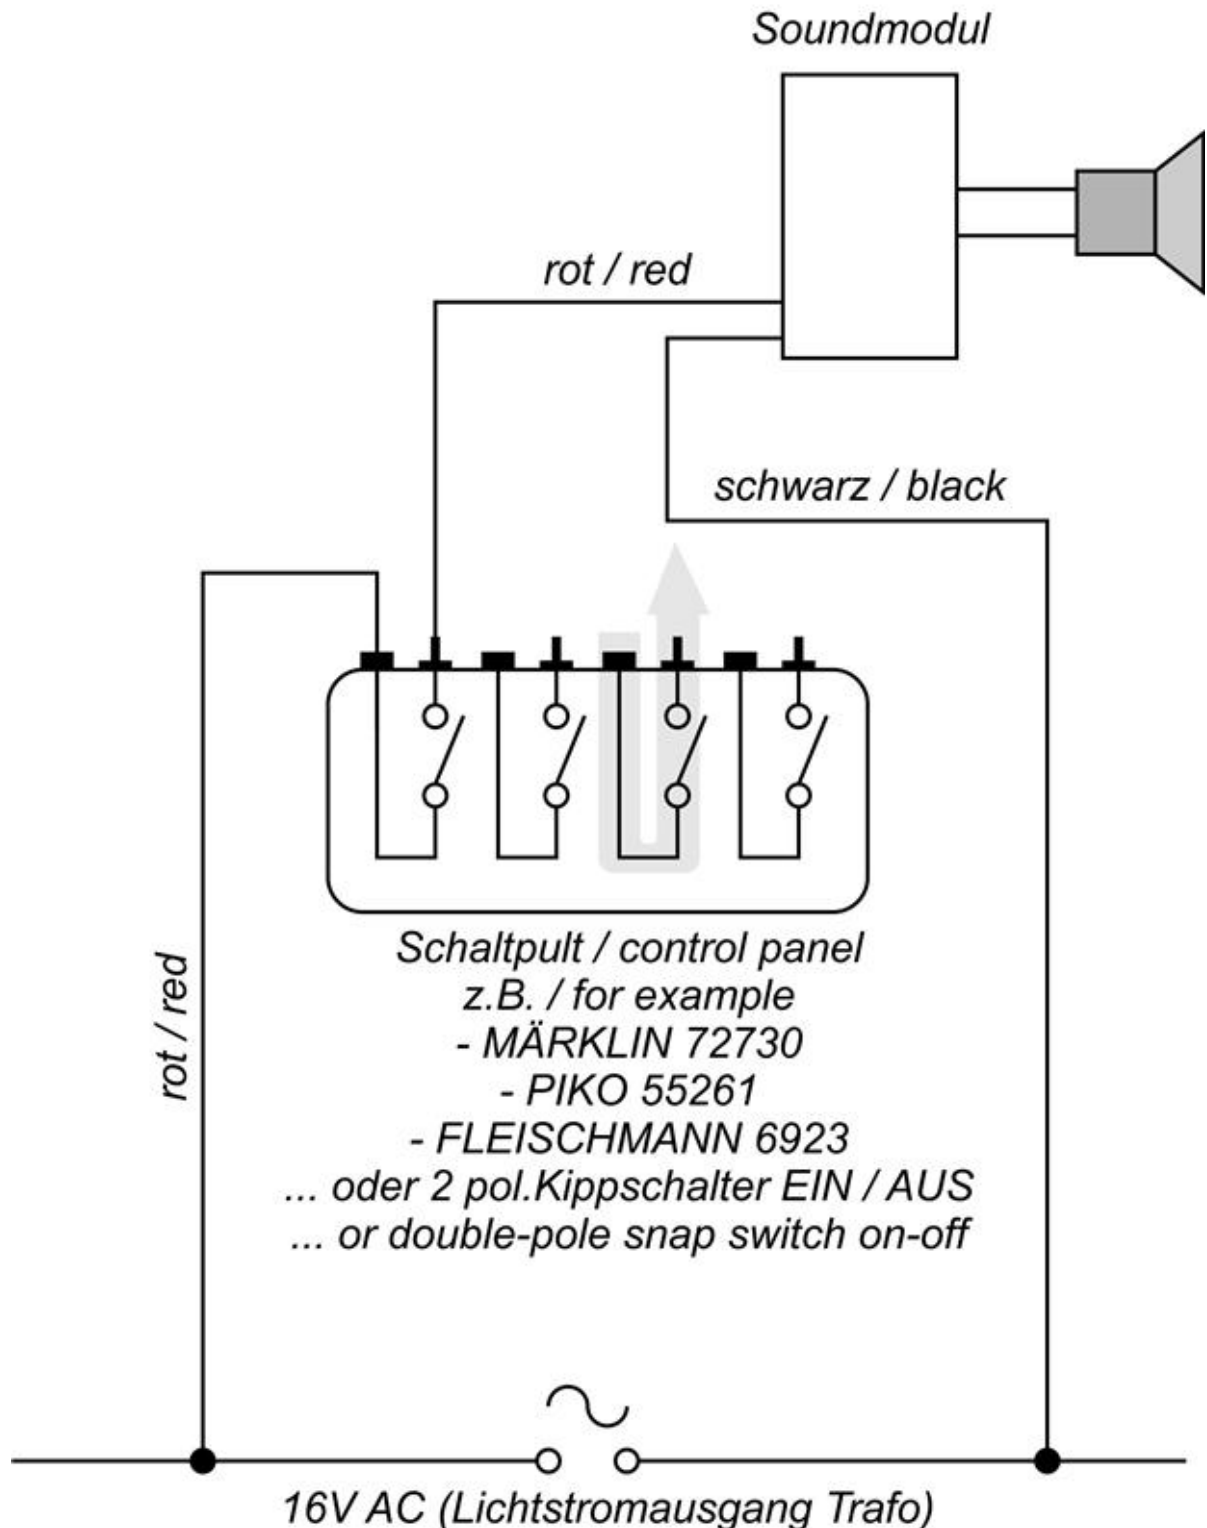 Soundmodul
rot / red
schwarz / black
rot / red
Schaltpult / control panel
z.B. / for example
- MÄRKLIN 72730
- PIKO 55261
- FLEISCHMANN 6923
... oder 2 pol.Kippschalter EIN / AUS
... or double-pole snap switch on-off
16V AC (Lichtstromausgang Trafo)